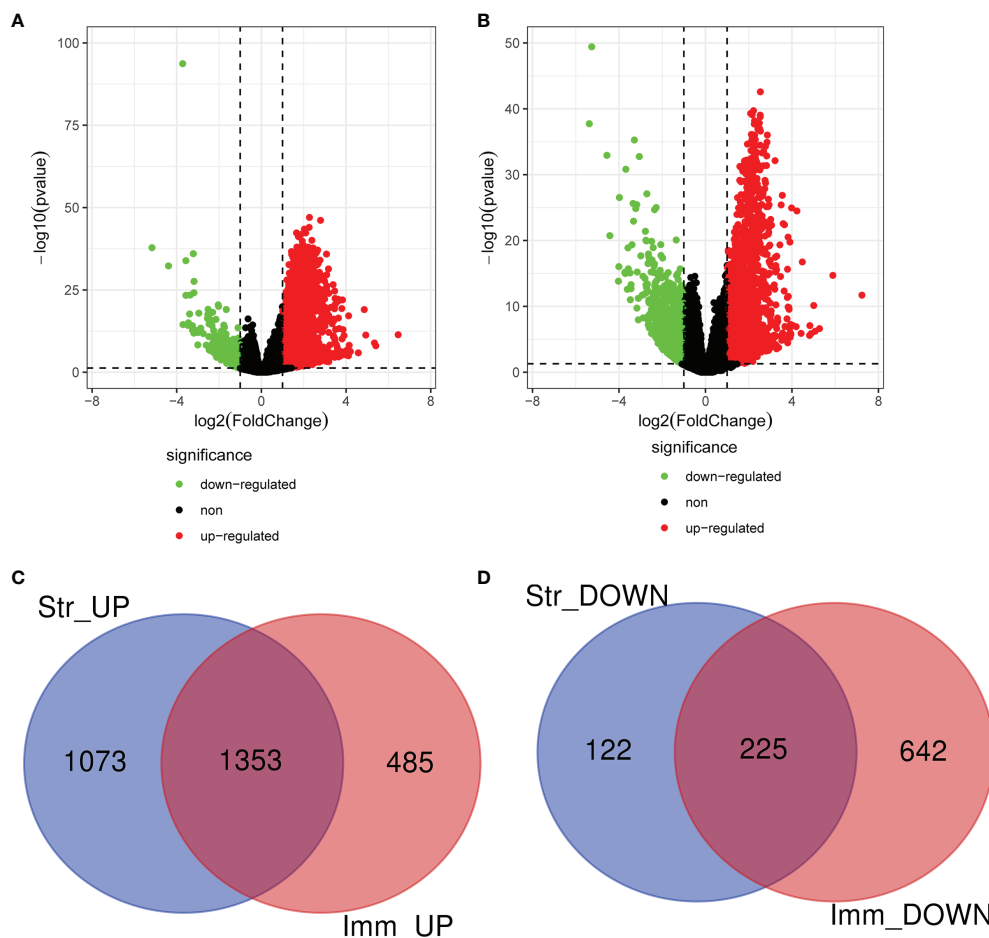 A
100
75
50
25
0
−log10(pvalue)
−8
−4
0
4
8
log2(FoldChange)
significance
down−regulated
non
up−regulated
B
50
40
30
20
10
0
−log10(pvalue)
−8
−4
0
4
8
log2(FoldChange)
significance
down−regulated
non
up−regulated
C
Str_UP
1073
1353
485
Imm_UP
D
Str_DOWN
122
225
642
Imm_DOWN